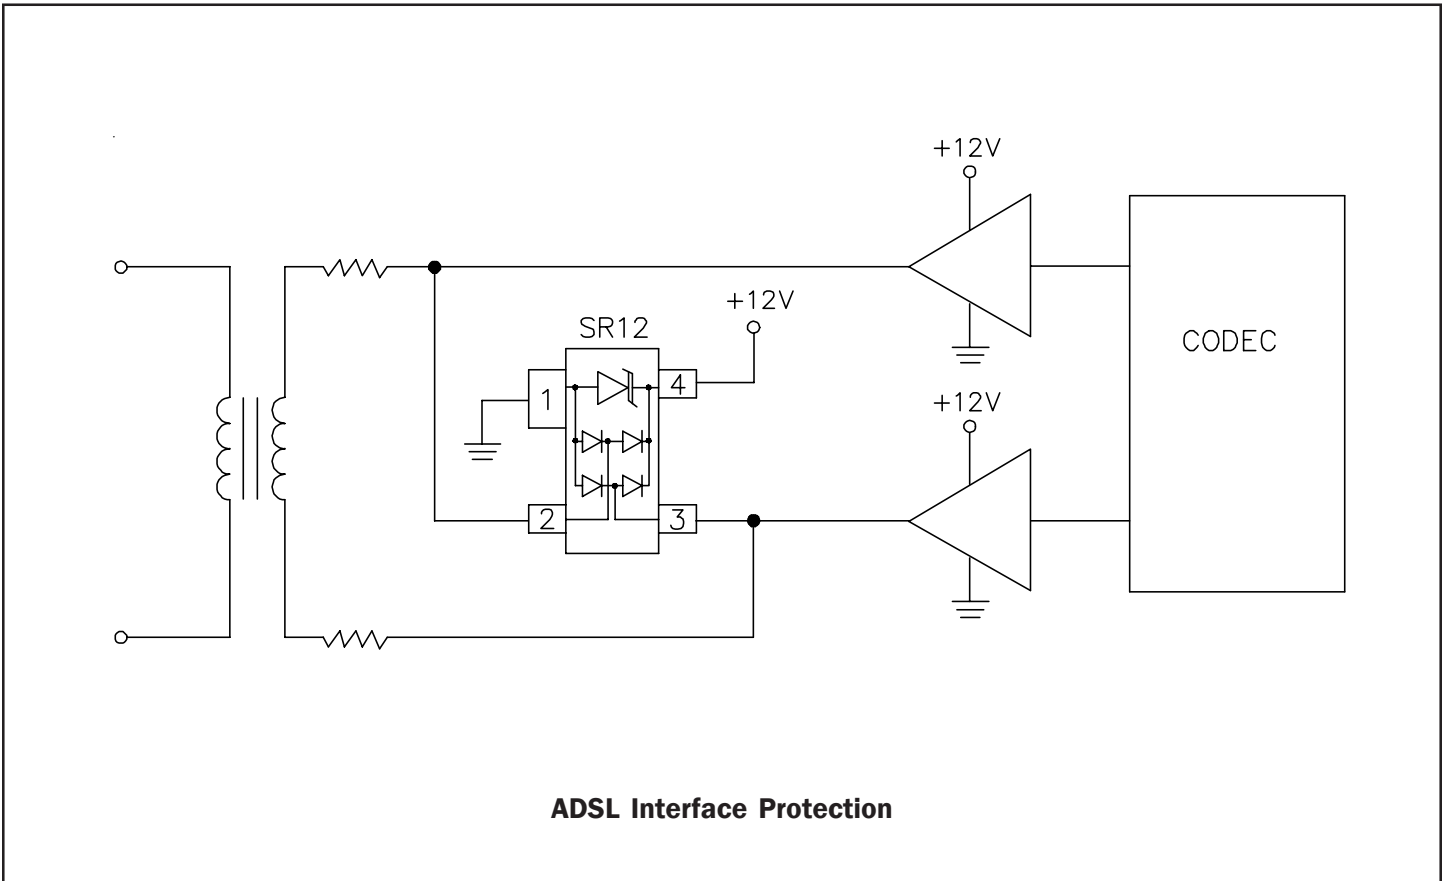 +12V
+12V
SR12
CODEC
1
4
+12V
2
3
ADSL Interface Protection